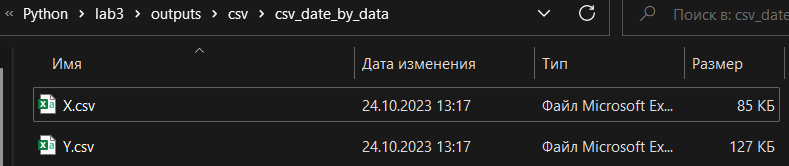 « Python › lab3 › outputs › csv › csv_date_by_data Поиск в: csv_date
Имя Дата изменения Тип Размер
X.csv 24.10.2023 13:17 Файл Microsoft Ex... 85 КБ
Y.csv 24.10.2023 13:17 Файл Microsoft Ex... 127 КБ